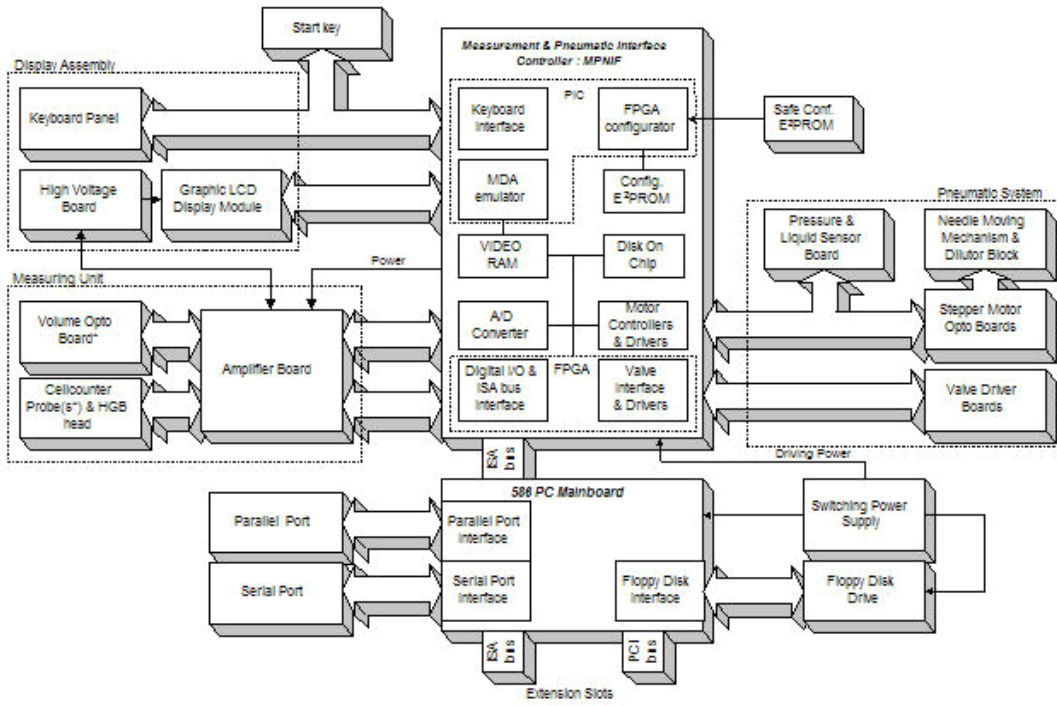 Start key
Measurement & Pneumatic Interface
Controller : MPNIF
Display Assembly
Keyboard Panel
Keyboard
Interface
PIC
FPGA
configurator
Safe Conf.
E²PROM
High Voltage
Board
Graphic LCD
Display Module
MDA
emulator
Config.
E²PROM
Pneumatic System
Pressure &
Liquid Sensor
Board
Needle Moving
Mechanism &
Dilutor Block
VIDEO
RAM
Disk On
Chip
Power
Measuring Unit
Volume Opto
Board*
Amplifier Board
A/D
Converter
Motor
Controllers
& Drivers
Stepper Motor
Opto Boards
Cellcounter
Probe(s*) & HGB
head
Digital I/O &
ISA bus
Interface
FPGA
Valve
Interface
& Drivers
Valve Driver
Boards
ISA
bus
Driving Power
586 PC Mainboard
Parallel Port
Parallel Port
Interface
Switching Power
Supply
Serial Port
Serial Port
Interface
Floppy Disk
Interface
Floppy Disk
Drive
ISA
bus
PCI
bus
Extension Slots